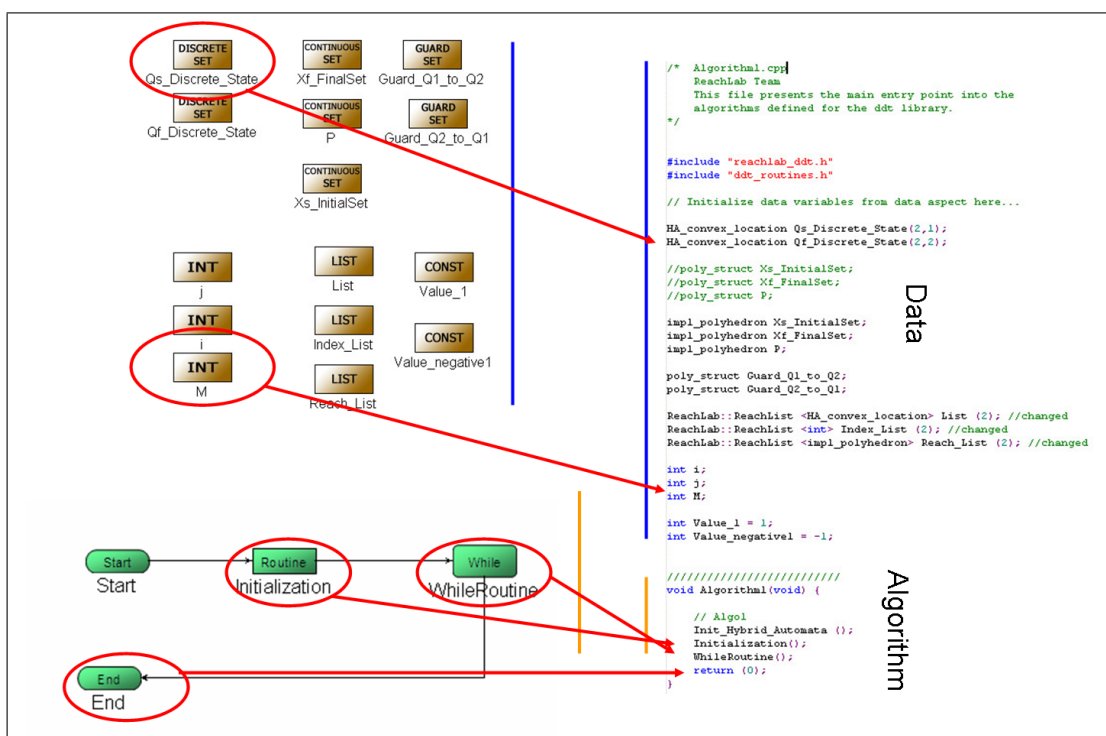 DISCRETE SET
Qs_Discrete_State
CONTINUOUS SET
Xf_FinalSet
GUARD SET
Guard_Q1_to_Q2
DISCRETE SET
Qf_Discrete_State
CONTINUOUS SET
P
GUARD SET
Guard_Q2_to_Q1
CONTINUOUS SET
Xs_InitialSet
INT
j
LIST
List
CONST
Value_1
INT
i
LIST
Index_List
CONST
Value_negative1
INT
M
LIST
Reach_List
Start
Start
Routine
Initialization
While
WhileRoutine
End
End
/* Algorithm1.cpp
ReachLab Team
This file presents the main entry point into the
algorithms defined for the ddt library.
*/
#include "reachlab_ddt.h"
#include "ddt_routines.h"
// Initialize data variables from data aspect here...
HA_convex_location Qs_Discrete_State(2,1);
HA_convex_location Qf_Discrete_State(2,2);
//poly_struct Xs_InitialSet;
//poly_struct Xf_FinalSet;
//poly_struct P;
impl_polyhedron Xs_InitialSet;
impl_polyhedron Xf_FinalSet;
impl_polyhedron P;
poly_struct Guard_Q1_to_Q2;
poly_struct Guard_Q2_to_Q1;
ReachLab::ReachList <HA_convex_location> List (2); //changed
ReachLab::ReachList <int> Index_List (2); //changed
ReachLab::ReachList <impl_polyhedron> Reach_List (2); //changed
int i;
int j;
int M;
int Value_1 = 1;
int Value_negative1 = -1;
//////////////////////////
void Algorithm1(void) {
// Algo1
Init_Hybrid_Automata ();
Initialization();
WhileRoutine();
return (0);
}
Data
Algorithm